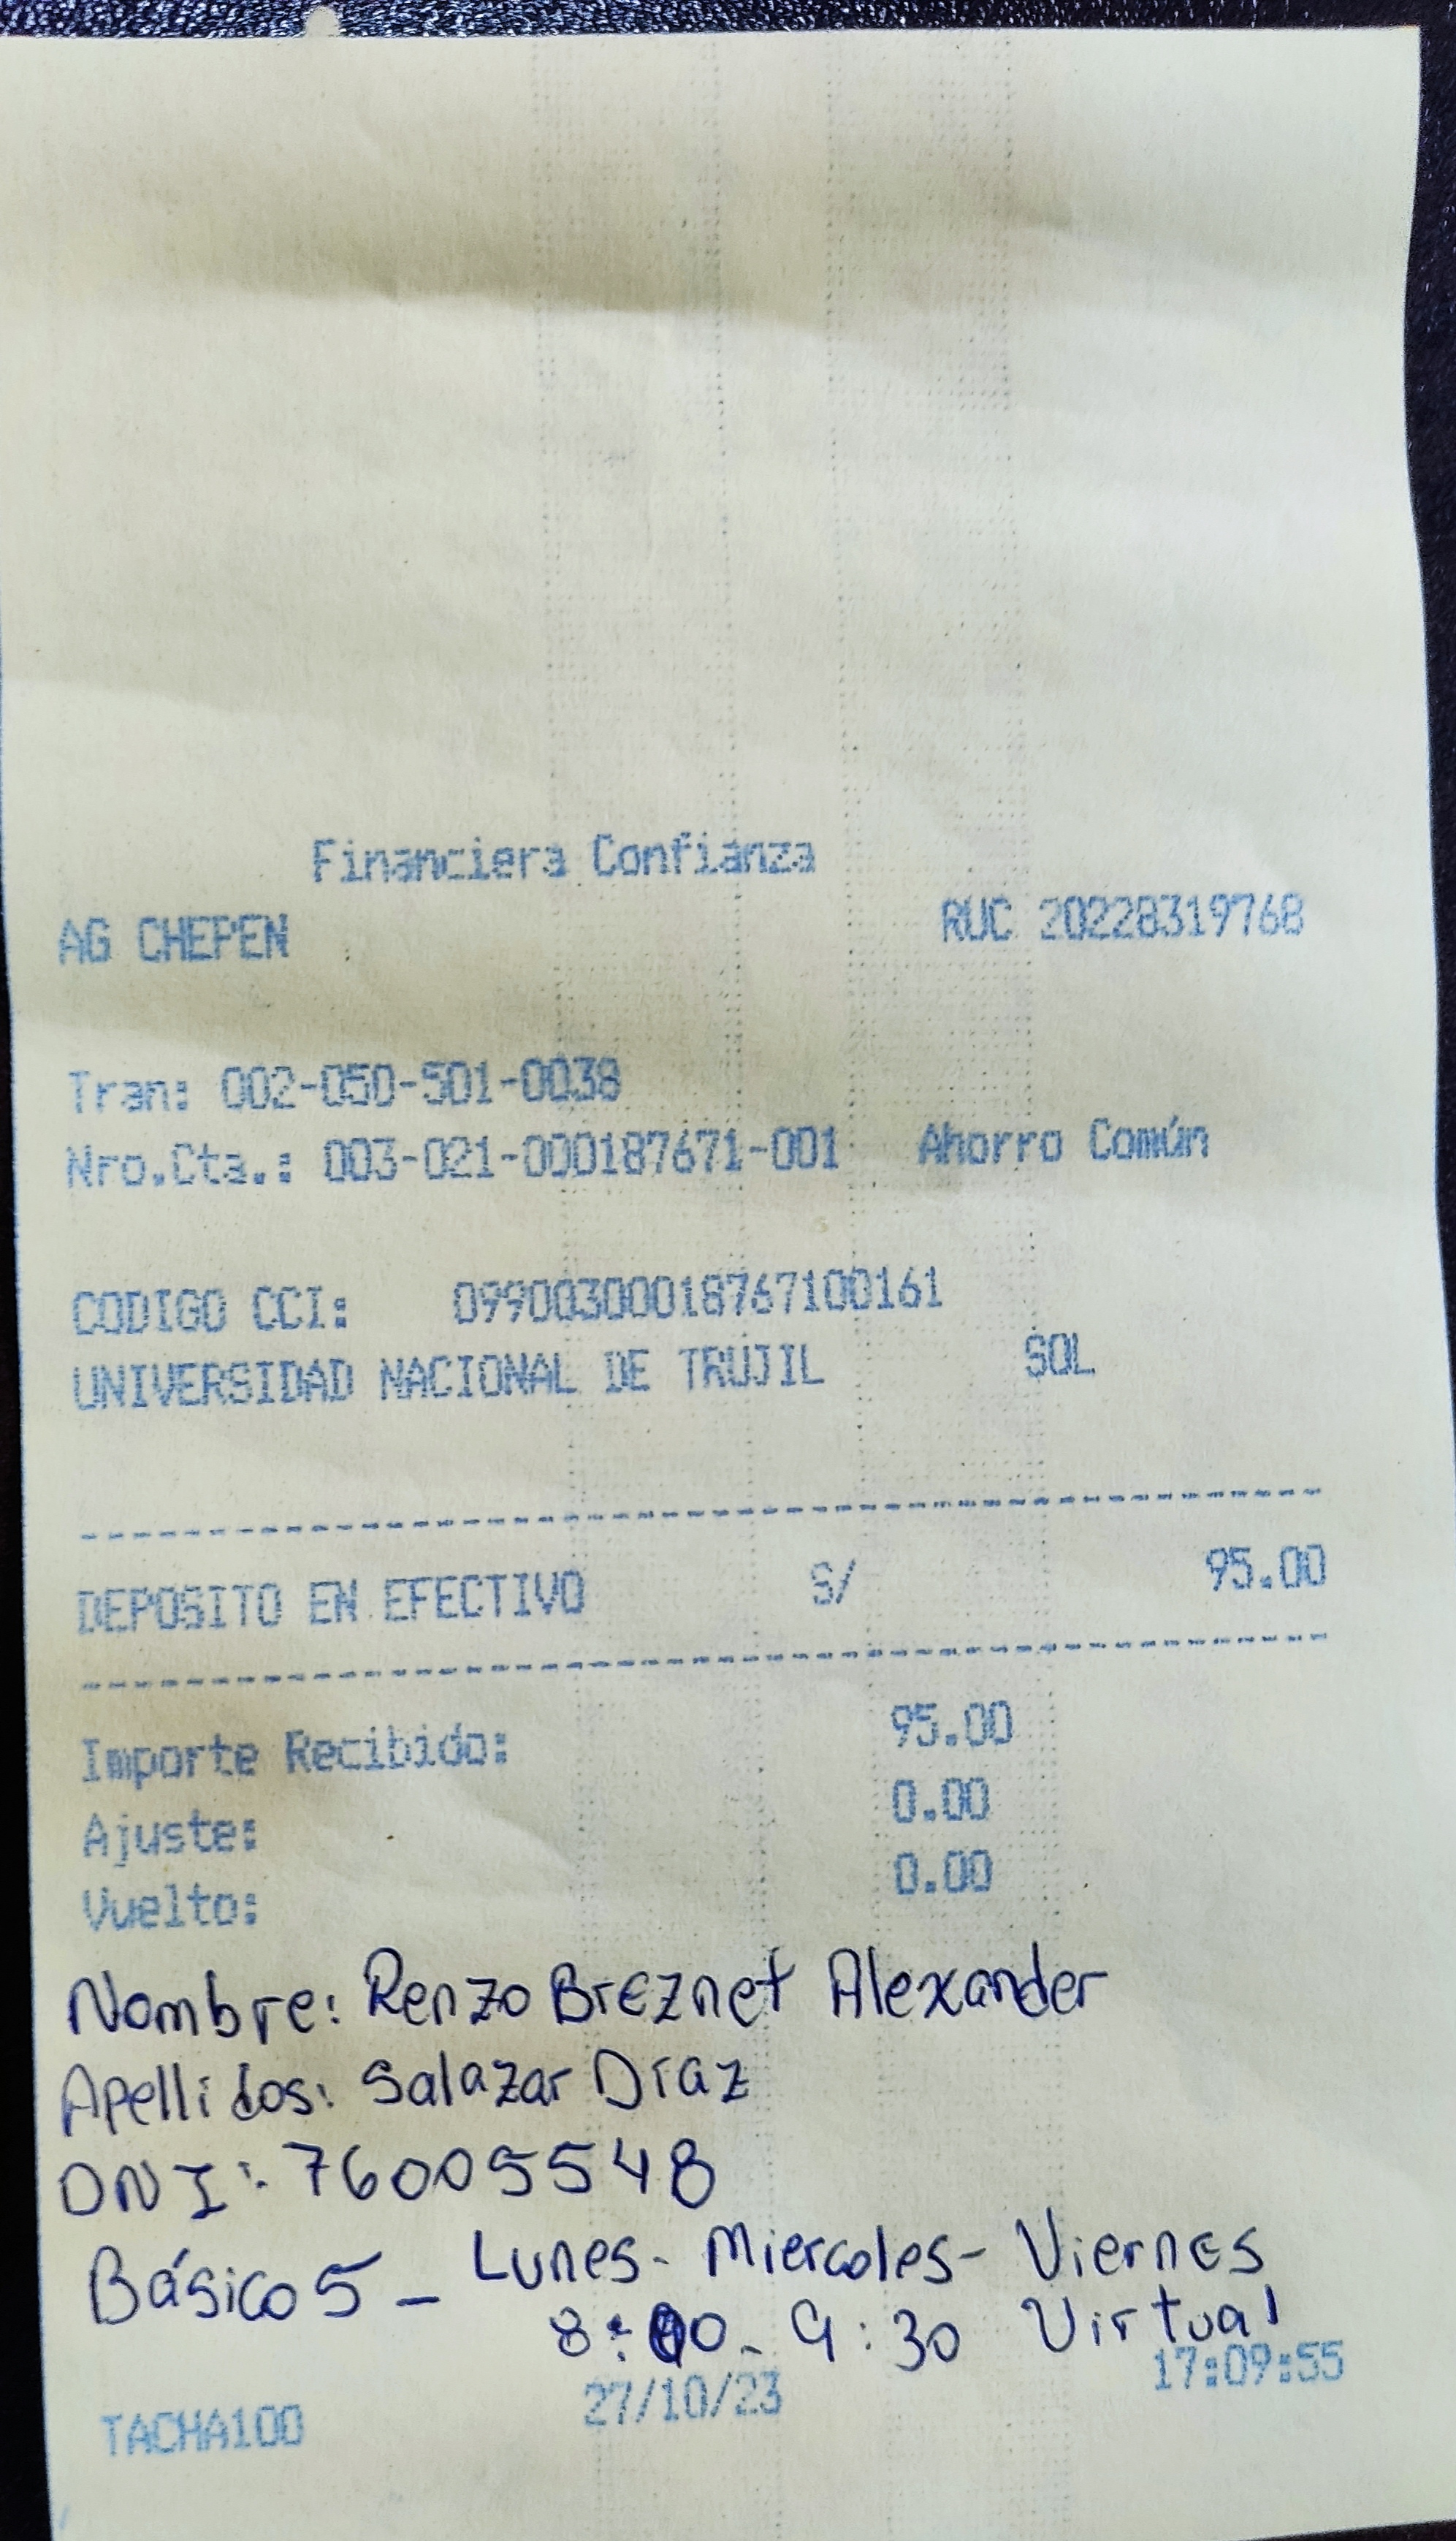 Financiera Confianza
AG CHEPEN RUC 20228319768
Tran: 002-050-501-0038
Nro.Cta.: 003-021-000187671-001 Ahorro Común
CODIGO CCI: 09900300018767100161
UNIVERSIDAD NACIONAL DE TRUJIL SOL
DEPOSITO EN EFECTIVO S/ 95.00
Importe Recibido: 95.00
Ajuste: 0.00
Vuelto: 0.00
Nombre: Renzo Breznet Alexander
Apellidos: Salazar Díaz
DNI: 76005548
Básico 5 - Lunes - Miercoles - Viernes
8:00 - 9:30 Virtual
TACHA100 27/10/23 17:09:55